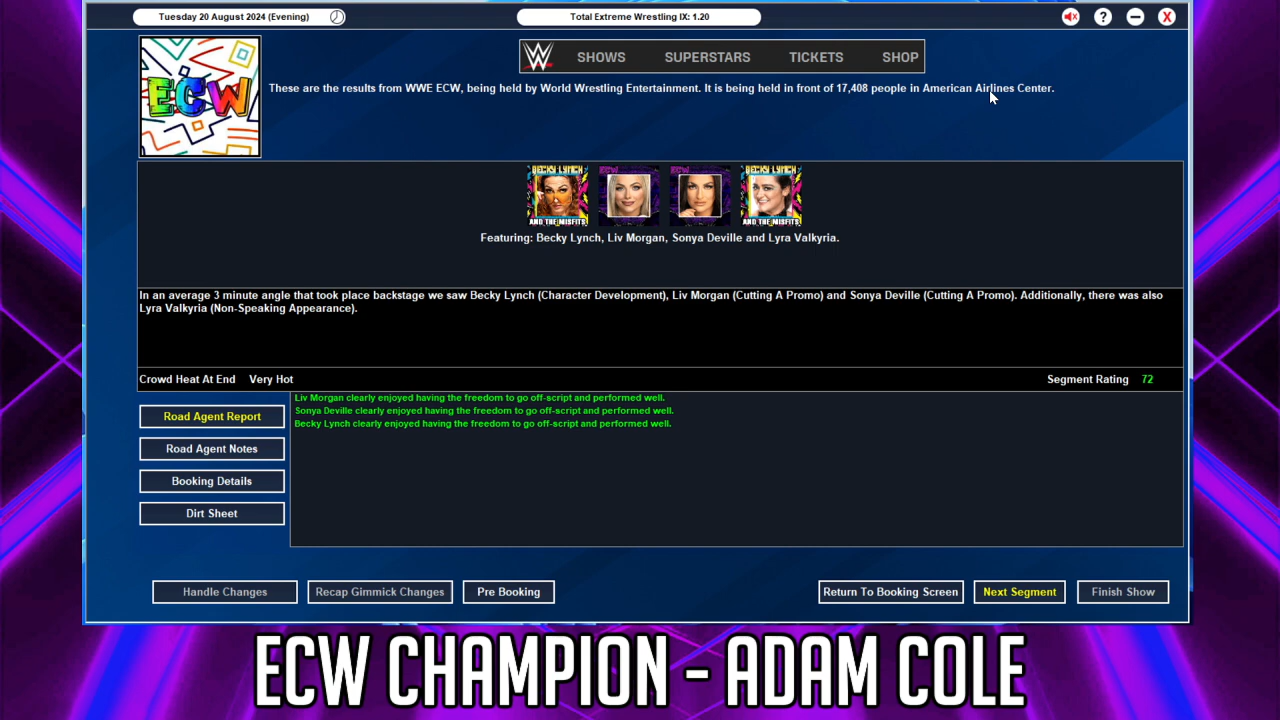 Tuesday 20 August 2024 (Evening)
Total Extreme Wrestling IX: 1.20
?
X
ECW
W
SHOWS
SUPERSTARS
TICKETS
SHOP
These are the results from WWE ECW, being held by World Wrestling Entertainment. It is being held in front of 17,408 people in American Airlines Center.
BECKY LYNCH
ECW
ECW
BECKY LYNCH
AND THE MISFITS
AND THE MISFITS
Featuring: Becky Lynch, Liv Morgan, Sonya Deville and Lyra Valkyria.
In an average 3 minute angle that took place backstage we saw Becky Lynch (Character Development), Liv Morgan (Cutting A Promo) and Sonya Deville (Cutting A Promo). Additionally, there was also
Lyra Valkyria (Non-Speaking Appearance).
Crowd Heat At End Very Hot
Segment Rating 72
Road Agent Report
Road Agent Notes
Booking Details
Dirt Sheet
Liv Morgan clearly enjoyed having the freedom to go off-script and performed well.
Sonya Deville clearly enjoyed having the freedom to go off-script and performed well.
Becky Lynch clearly enjoyed having the freedom to go off-script and performed well.
Handle Changes
Recap Gimmick Changes
Pre Booking
Return To Booking Screen
Next Segment
Finish Show
ECW CHAMPION - ADAM COLE